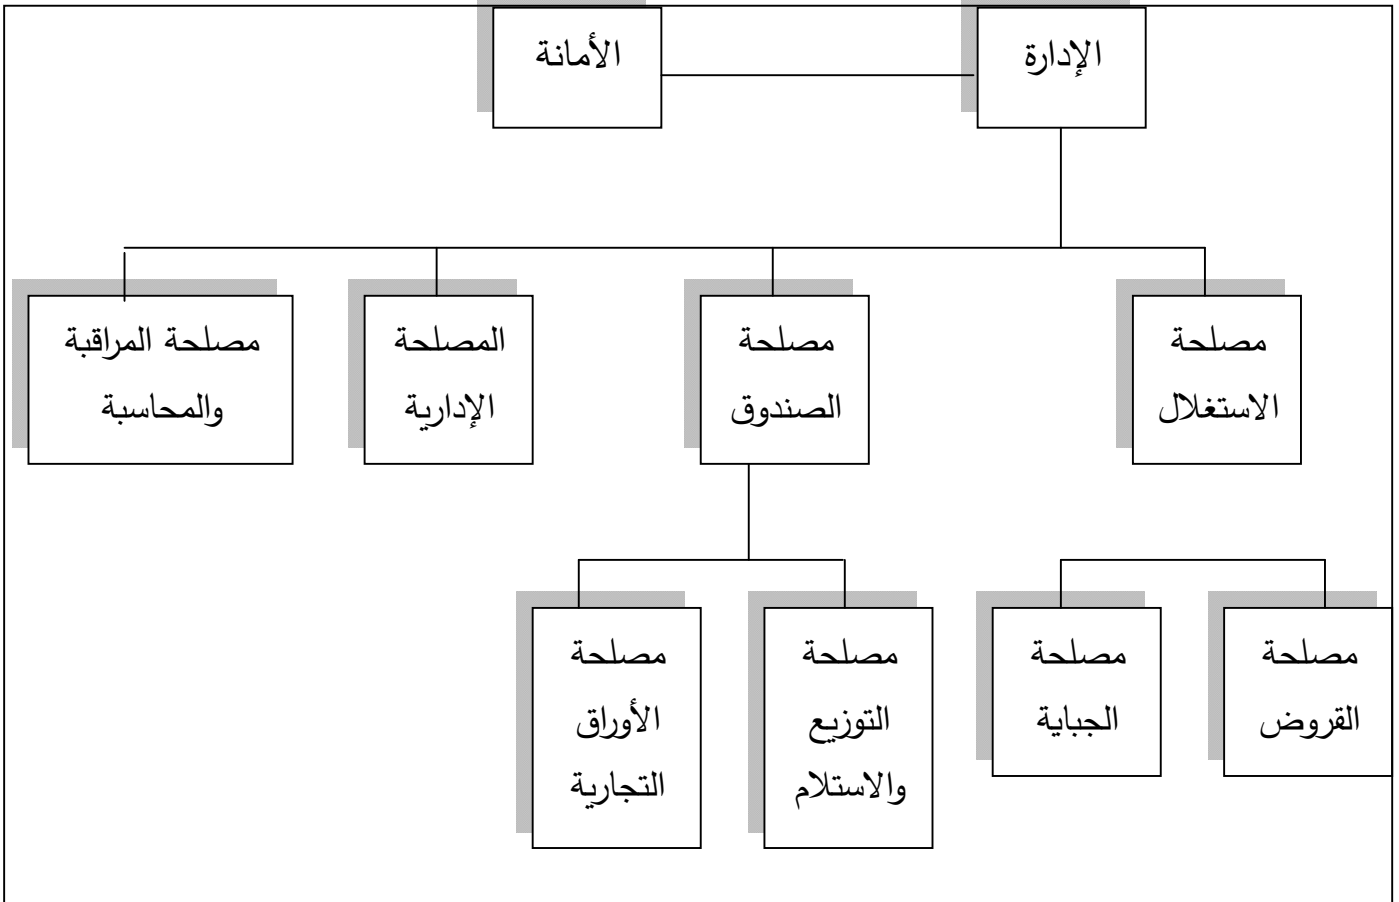 الإدارة
الأمانة
مصلحة
الاستغلال
مصلحة
الصندوق
المصلحة
الإدارية
مصلحة المراقبة
والمحاسبة
مصلحة
القروض
مصلحة
الجباية
مصلحة
التوزيع
والاستلام
مصلحة
الأوراق
التجارية